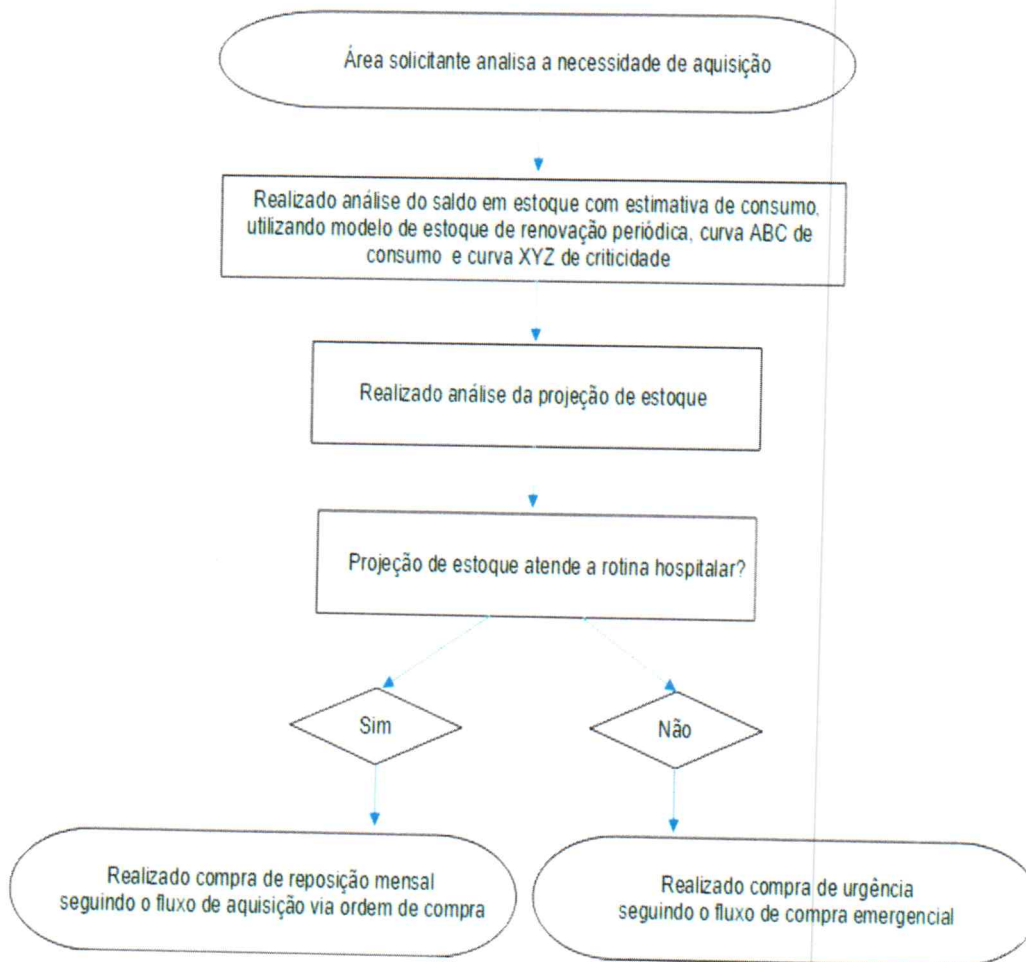 Área solicitante analisa a necessidade de aquisição
Realizado análise do saldo em estoque com estimativa de consumo,
utilizando modelo de estoque de renovação periódica, curva ABC de
consumo e curva XYZ de criticidade
Realizado análise da projeção de estoque
Projeção de estoque atende a rotina hospitalar?
Sim
Não
Realizado compra de reposição mensal
seguindo o fluxo de aquisição via ordem de compra
Realizado compra de urgência
seguindo o fluxo de compra emergencial